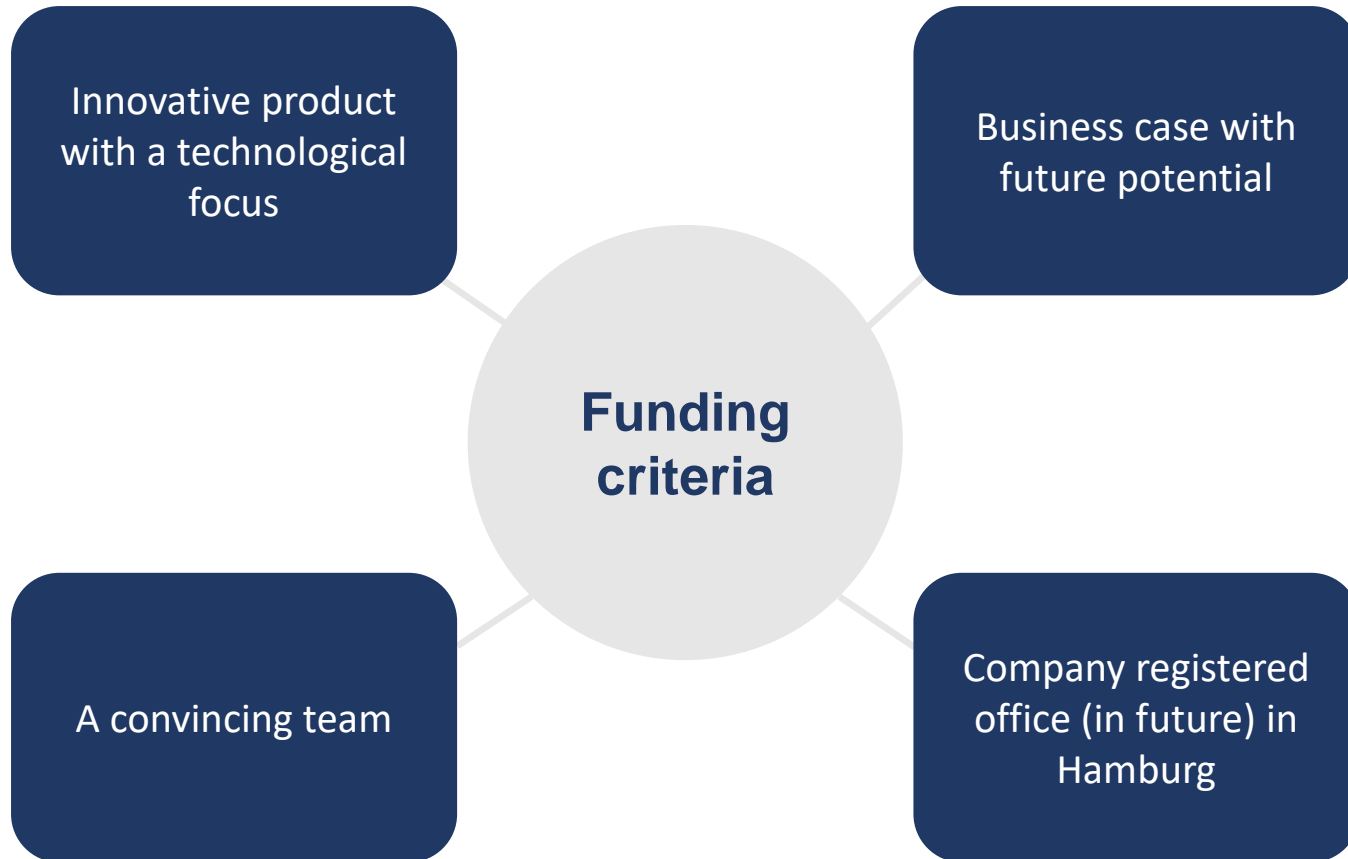 Innovative product
with a technological
focus
Business case with
future potential
Funding
criteria
A convincing team
Company registered
office (in future) in
Hamburg